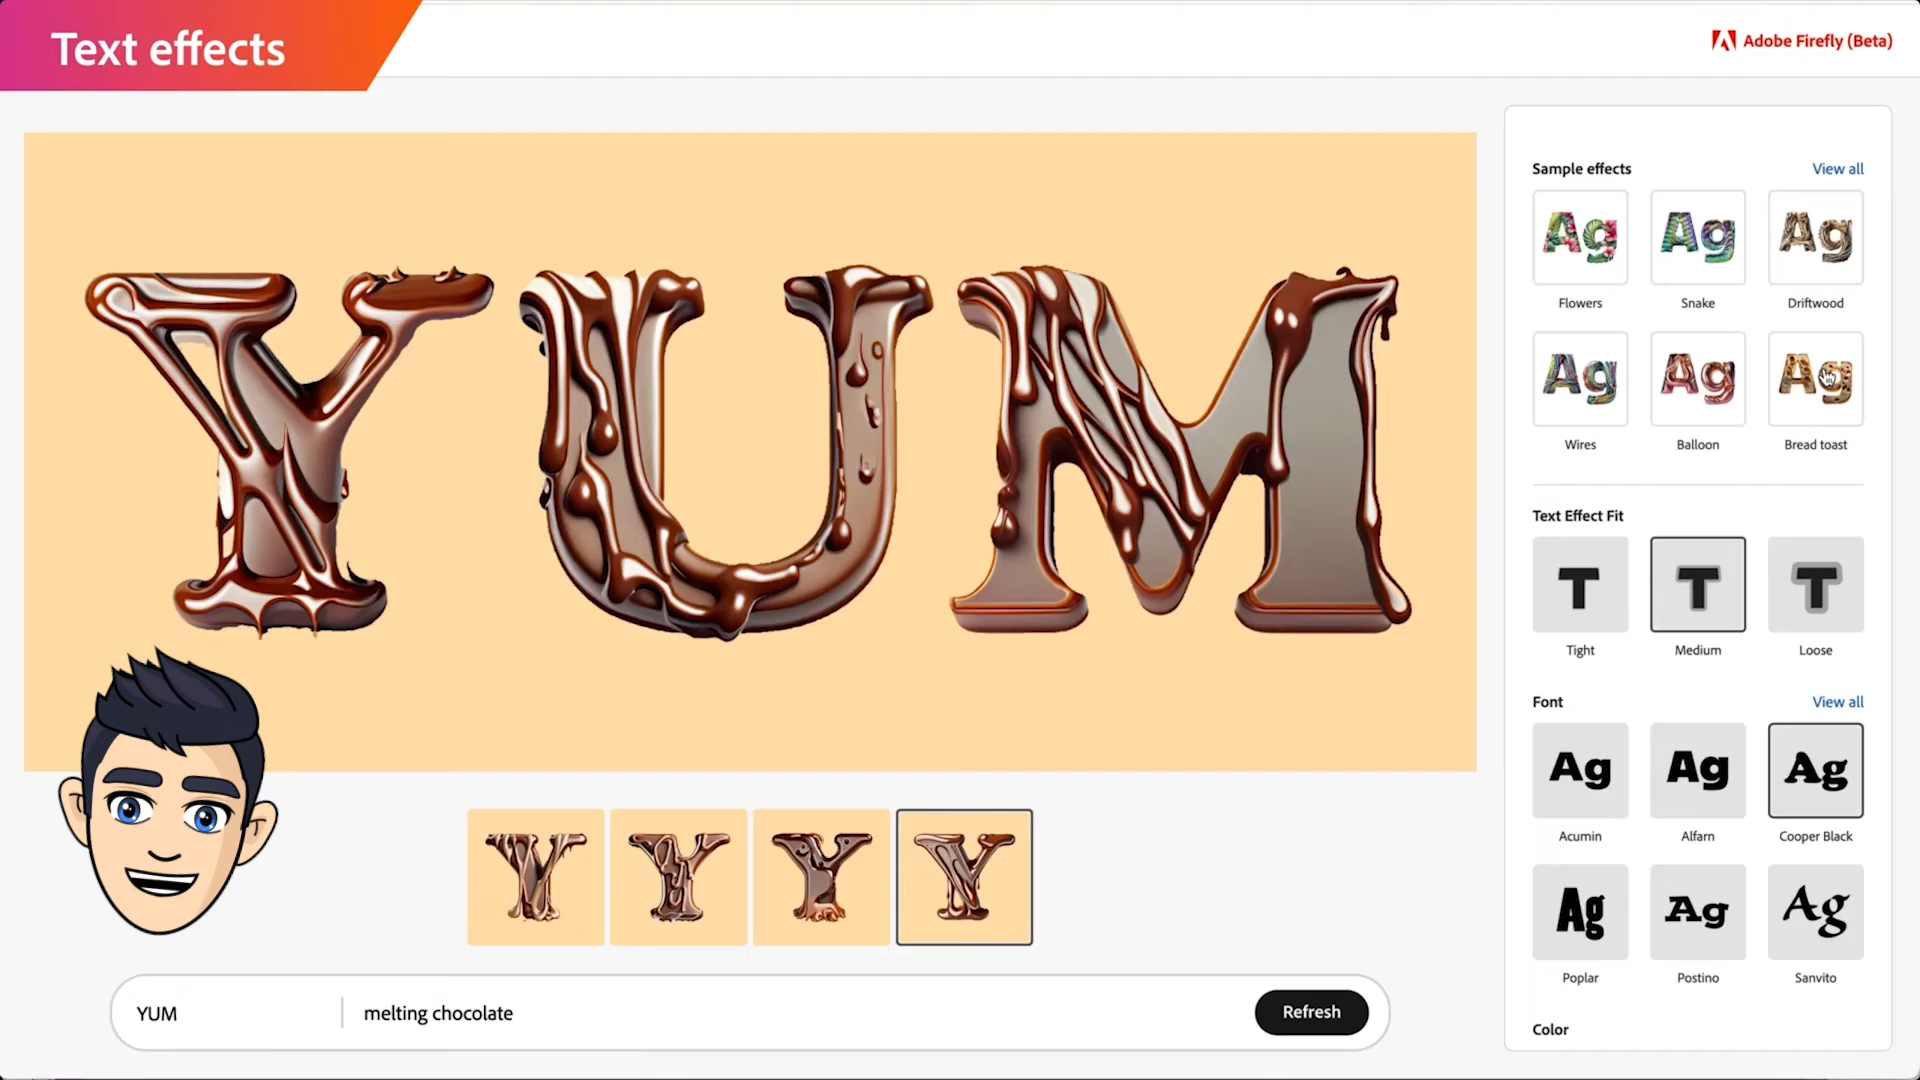 Text effects
Adobe Firefly (Beta)
YUM
Sample effects
View all
Ag
Ag
Ag
Flowers
Snake
Driftwood
Ag
Ag
Ag
Wires
Balloon
Bread toast
Text Effect Fit
T
T
T
Tight
Medium
Loose
Font
View all
Ag
Ag
Ag
Acumin
Alfarn
Cooper Black
Ag
Ag
Ag
Poplar
Postino
Sanvito
Color
Y
Y
Y
Y
YUM
melting chocolate
Refresh